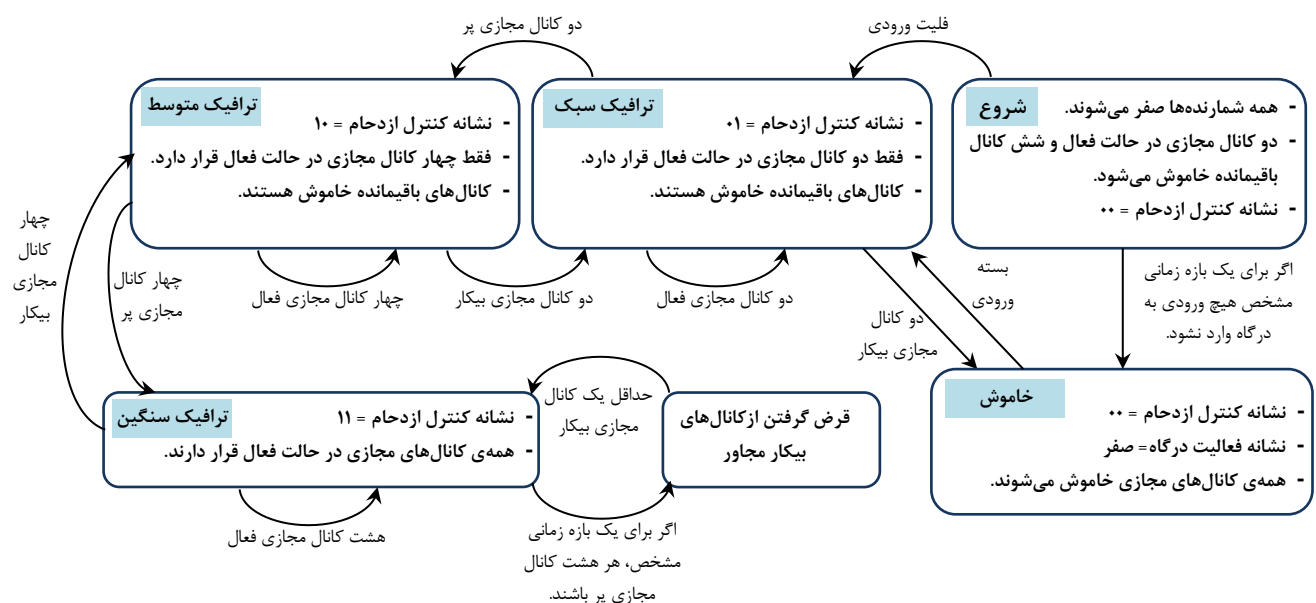 فلیت ورودی
دو کانال مجازی پر
شروع
- همه شمارنده‌ها صفر می‌شوند.
- دو کانال مجازی در حالت فعال و شش کانال
باقیمانده خاموش می‌شود.
- نشانه کنترل ازدحام = ۰۰
ترافیک سبک
- نشانه کنترل ازدحام = ۰۱
- فقط دو کانال مجازی در حالت فعال قرار دارد.
- کانال‌های باقیمانده خاموش هستند.
ترافیک متوسط
- نشانه کنترل ازدحام = ۱۰
- فقط چهار کانال مجازی در حالت فعال قرار دارد.
- کانال‌های باقیمانده خاموش هستند.
اگر برای یک بازه زمانی
مشخص هیچ ورودی به
درگاه وارد نشود.
بسته
ورودی
دو کانال
مجازی بیکار
دو کانال مجازی فعال
دو کانال مجازی بیکار
چهار کانال مجازی فعال
چهار کانال
مجازی پر
چهار
کانال
مجازی
بیکار
خاموش
- نشانه کنترل ازدحام = ۰۰
- نشانه فعالیت درگاه= صفر
- همه‌ی کانال‌های مجازی خاموش می‌شوند.
قرض گرفتن ازکانال‌های
بیکار مجاور
حداقل یک کانال
مجازی بیکار
ترافیک سنگین
- نشانه کنترل ازدحام = ۱۱
- همه‌ی کانال‌های مجازی در حالت فعال قرار دارند.
اگر برای یک بازه زمانی
مشخص، هر هشت کانال
مجازی پر باشند.
هشت کانال مجازی فعال